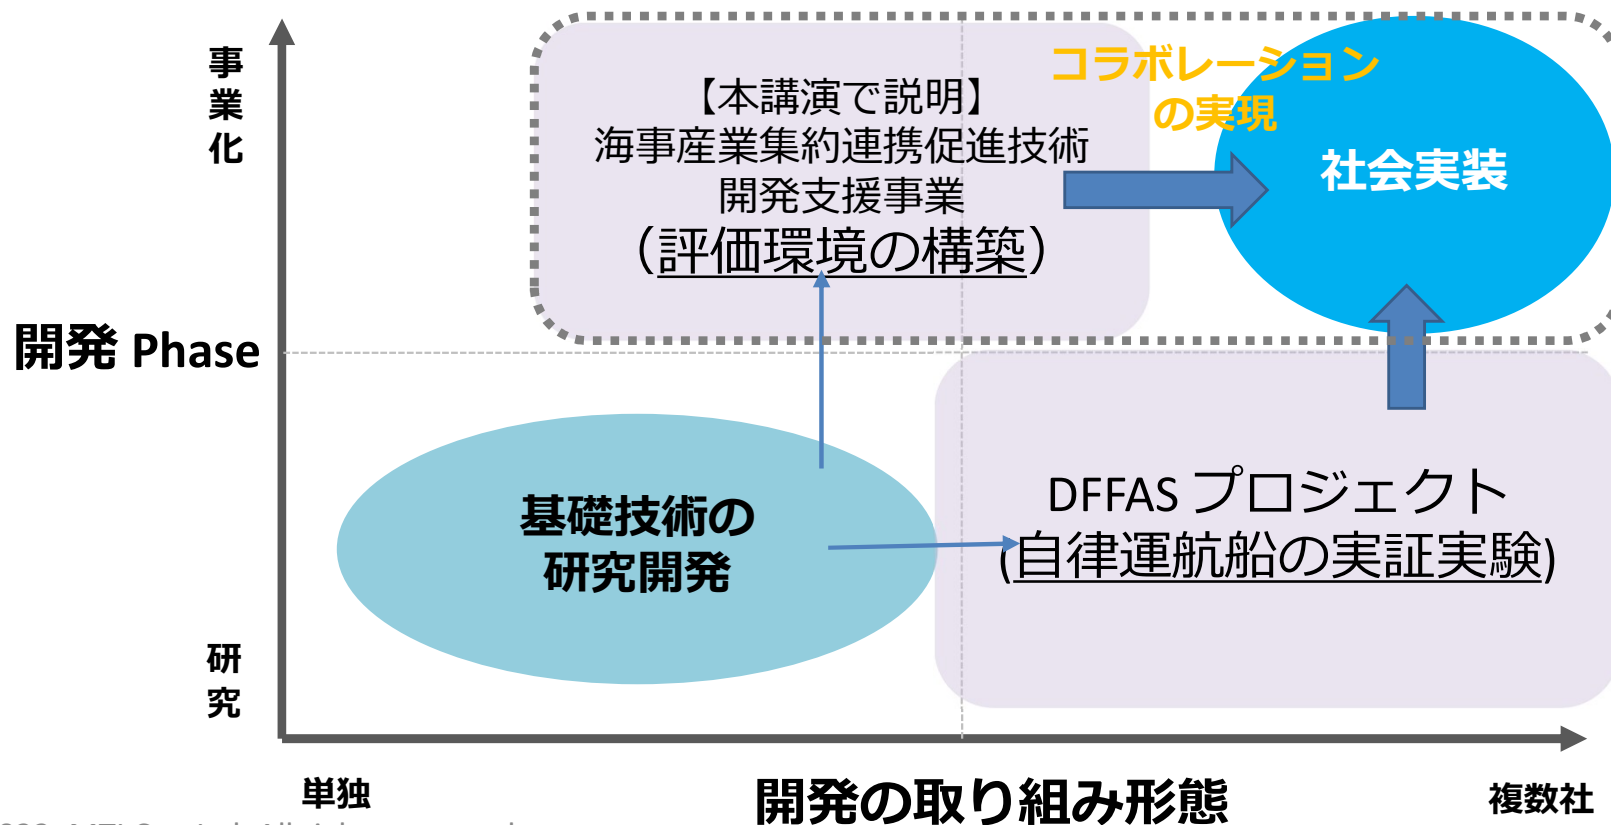 事
業
化
【本講演で説明】
海事産業集約連携促進技術
開発支援事業
（評価環境の構築）
コラボレーション
の実現
社会実装
開発 Phase
基礎技術の
研究開発
DFFAS プロジェクト
(自律運航船の実証実験)
研
究
単独
開発の取り組み形態
複数社